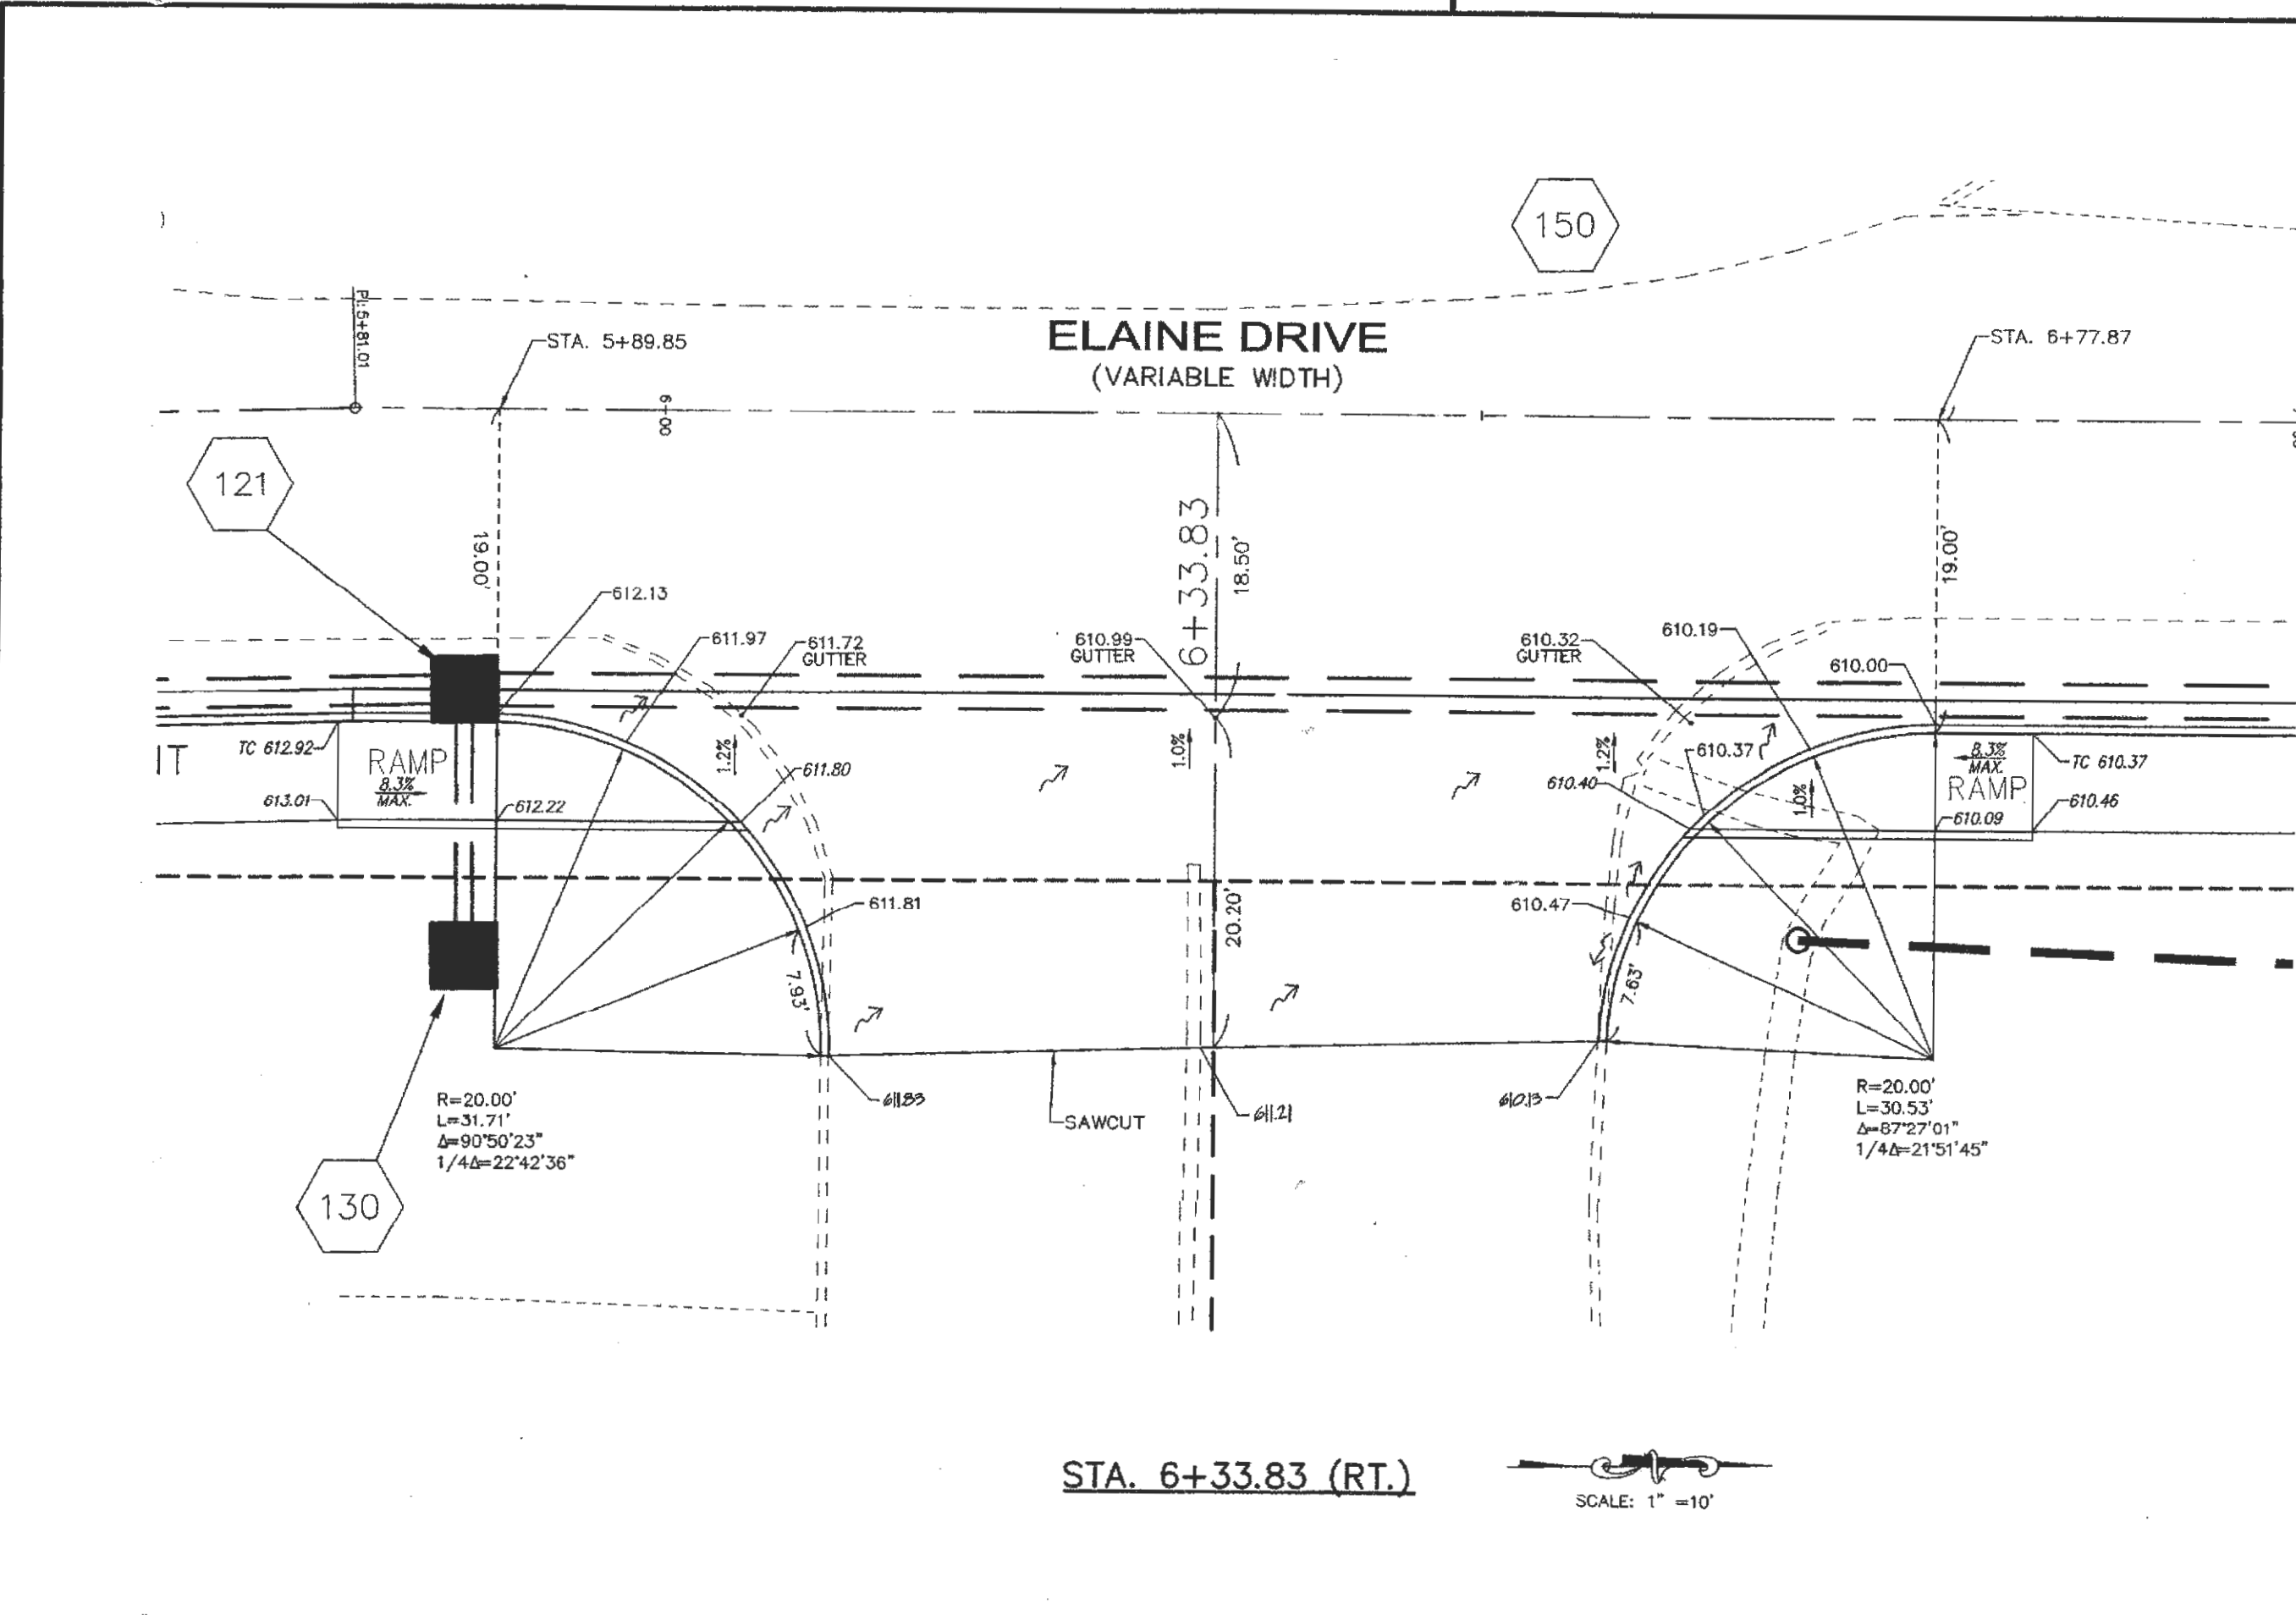 )
150
PI: 5+81.01
STA. 5+89.85
ELAINE DRIVE
(VARIABLE WIDTH)
STA. 6+77.87
6+00
121
19.00'
6+33.83
18.50'
19.00'
612.13
611.97
611.72
GUTTER
610.99
GUTTER
610.32
GUTTER
610.19
610.00
IT
TC 612.92
RAMP
8.3%
MAX.
613.01
612.22
1.2%
611.80
1.0%
1.2%
610.37
610.40
1.0%
8.3%
MAX.
RAMP
TC 610.37
610.46
610.09
611.81
20.20'
610.47
7.93'
7.63'
611.83
SAWCUT
611.21
610.13
R=20.00'
L=31.71'
Δ=90°50'23"
1/4Δ=22°42'36"
R=20.00'
L=30.53'
Δ=87°27'01"
1/4Δ=21°51'45"
130
STA. 6+33.83 (RT.)
SCALE: 1" =10'